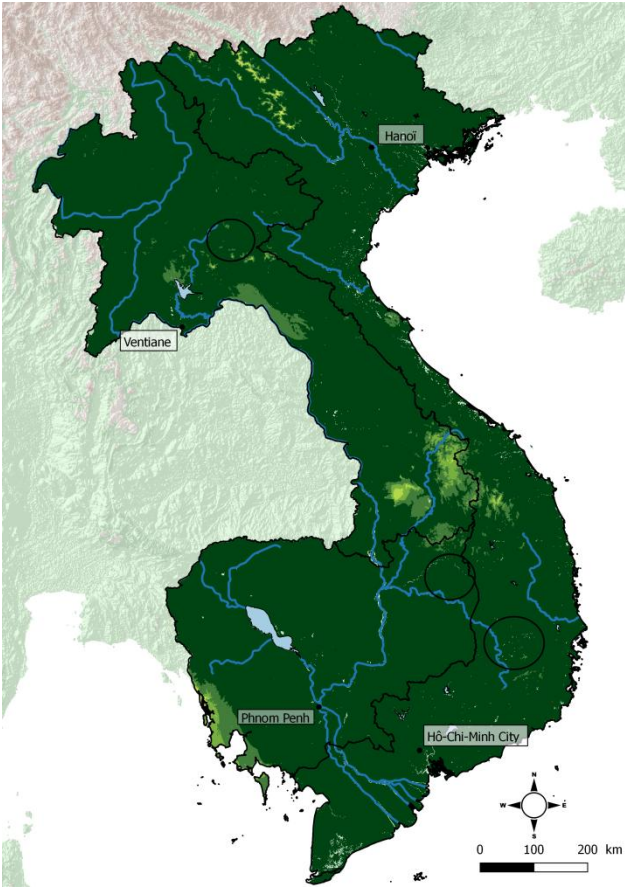 Hanoï
Ventiane
Phnom Penh
Hô-Chi-Minh City
N
W E
S
0 100 200 km